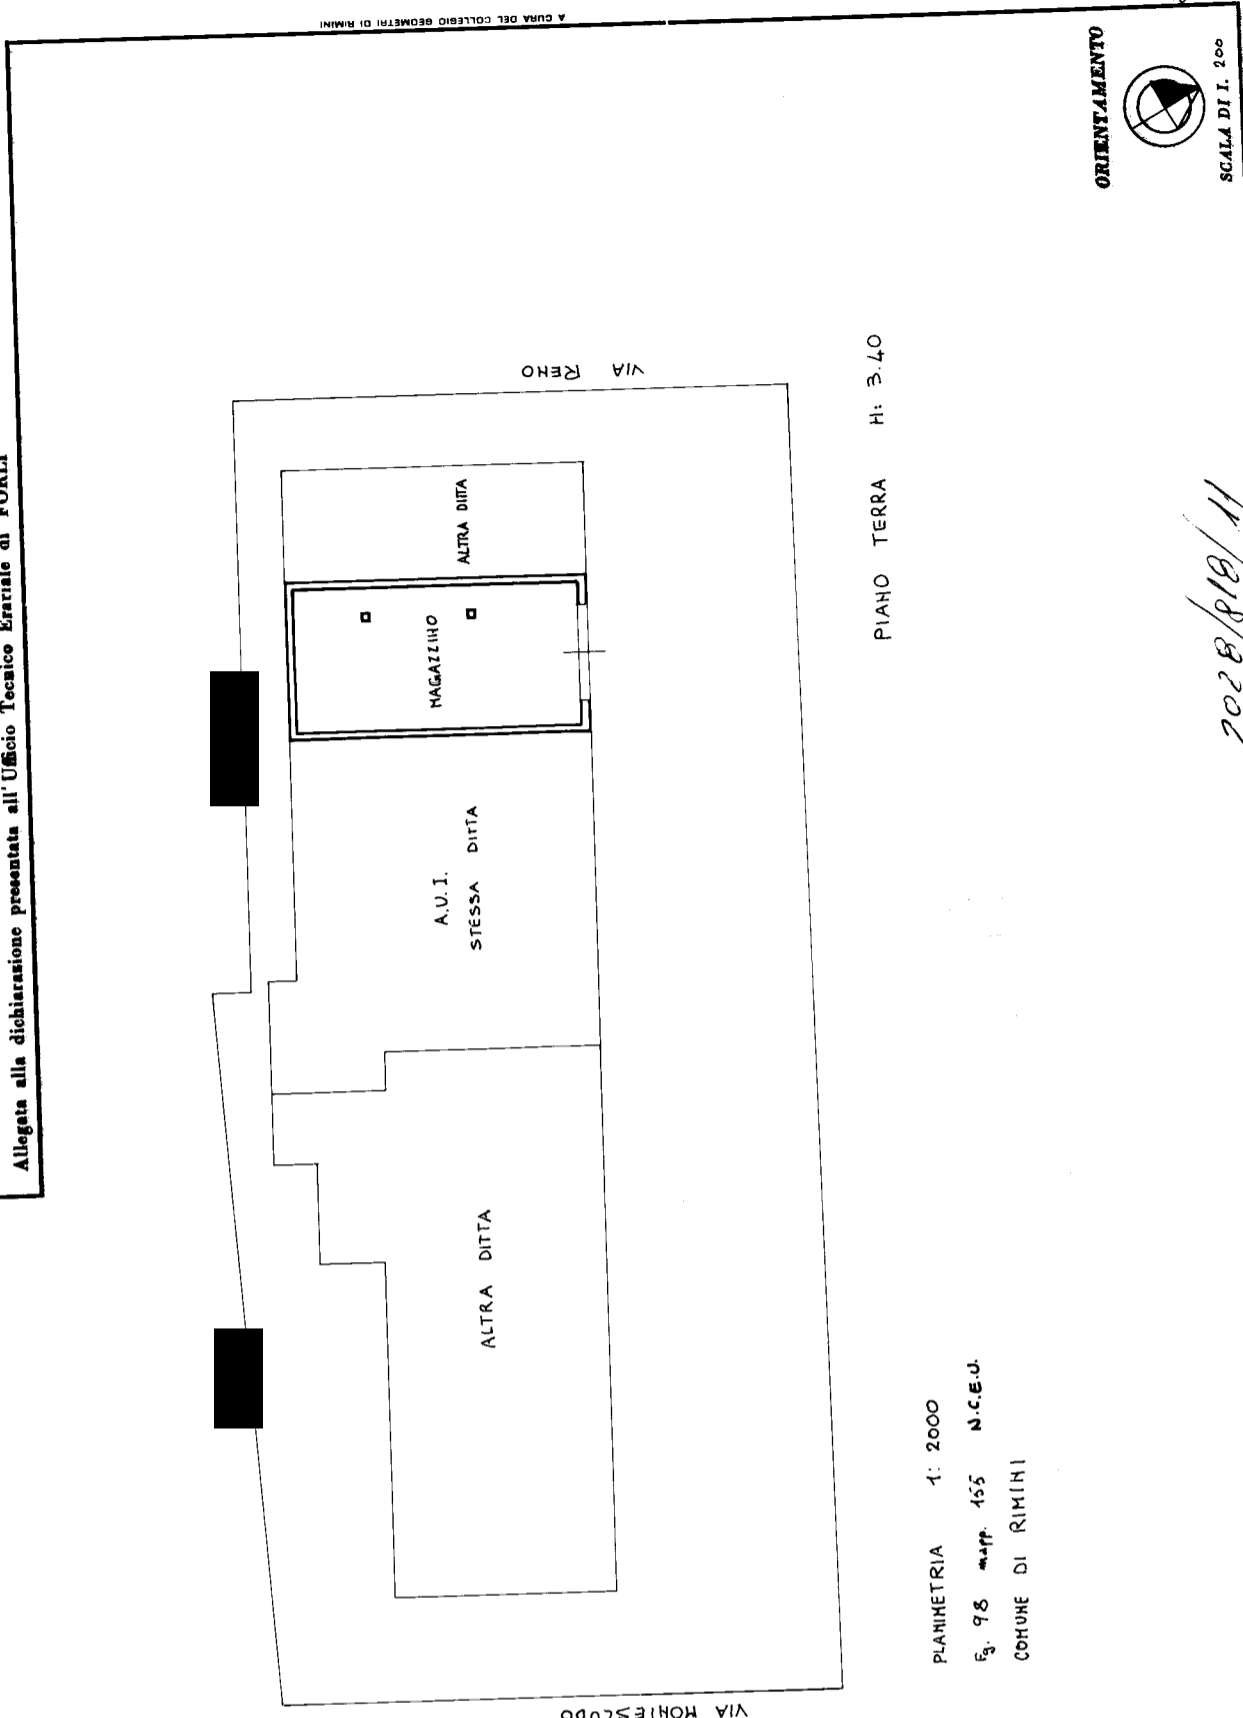 Allegata alla dichiarazione presentata all'Ufficio Tecnico Erariale di FORLÌ
A CURA DEL COLLEGIO GEOMETRI DI RIMINI
ORIENTAMENTO
SCALA DI I. 200
VIA RENO
ALTRA DITTA
MAGAZZINO
A.U.I.
STESSA DITTA
ALTRA DITTA
VIA MONTESCUDO
PIANO TERRA H: 3.40
PLANIMETRIA 1: 2000
Fg. 98 mapp. 155 N.C.E.U.
COMUNE DI RIMINI